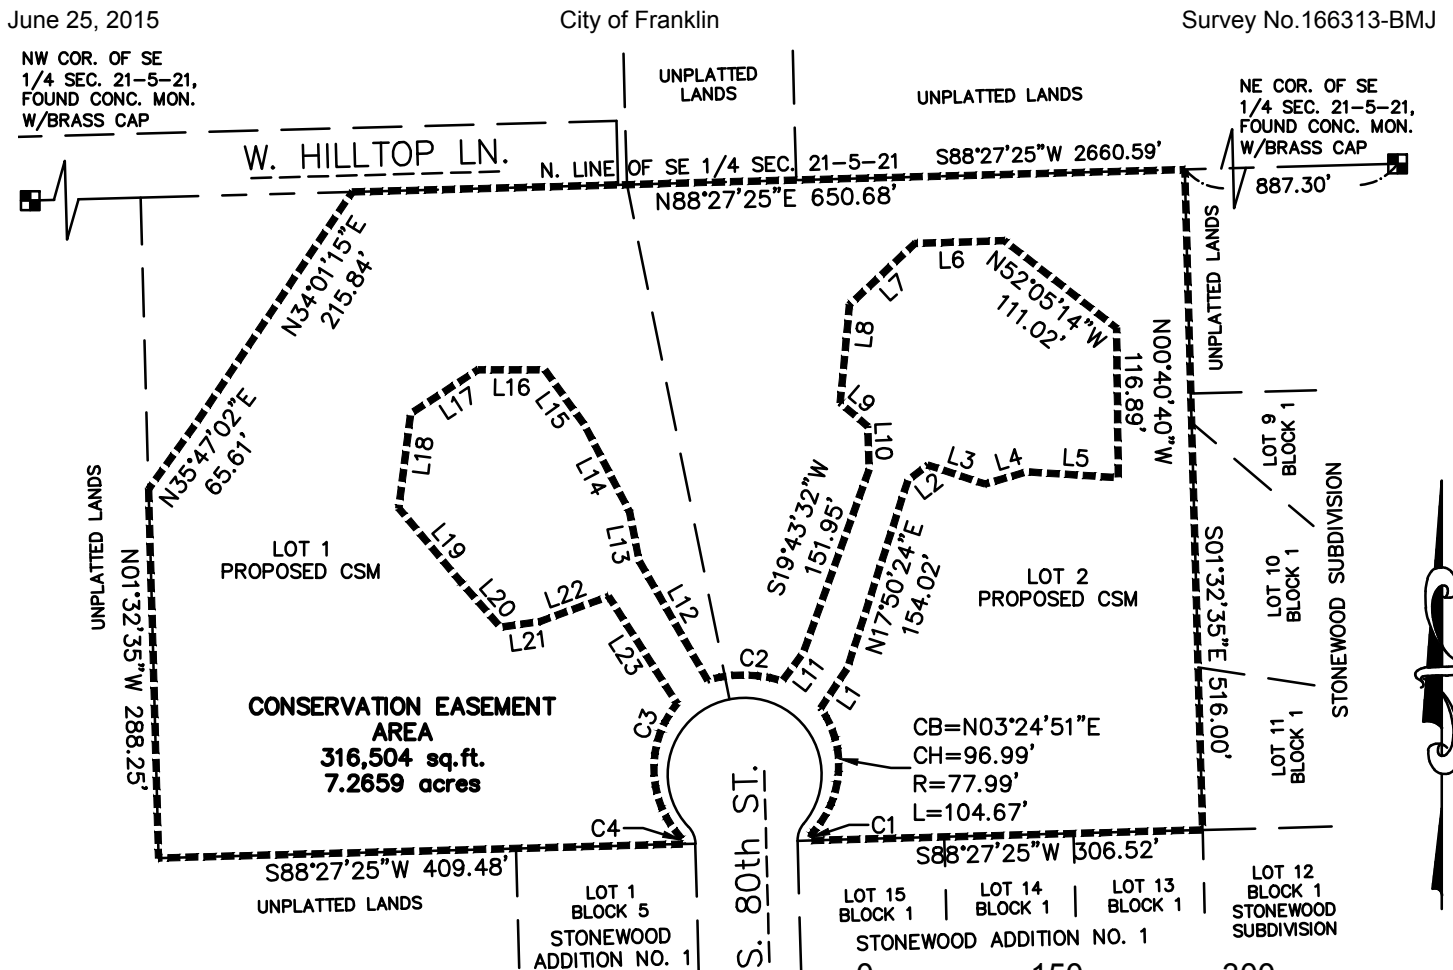 June 25, 2015
City of Franklin
Survey No.166313-BMJ
NW COR. OF SE
1/4 SEC. 21-5-21,
FOUND CONC. MON.
W/BRASS CAP
UNPLATTED
LANDS
UNPLATTED LANDS
NE COR. OF SE
1/4 SEC. 21-5-21,
FOUND CONC. MON.
W/BRASS CAP
W. HILLTOP LN.
N. LINE OF SE 1/4 SEC. 21-5-21
S88°27'25"W 2660.59'
N88°27'25"E 650.68'
887.30'
N34°01'15"E
215.84'
N35°47'02"E
65.61'
UNPLATTED LANDS
N01°32'35"W 288.25'
L6
L7
L8
L9
L10
N52°05'14"W
111.02'
N00°40'40"W
116.89'
UNPLATTED LANDS
L16
L17
L15
L18
L14
L13
L19
L12
L20
L21
L22
L23
L2
L3
L4
L5
S19°43'32"W
151.95'
N17°50'24"E
154.02'
L11
L1
C2
C3
LOT 1
PROPOSED CSM
LOT 2
PROPOSED CSM
S01°32'35"E 516.00'
LOT 9
BLOCK 1
LOT 10
BLOCK 1
LOT 11
BLOCK 1
STONEWOOD SUBDIVISION
CONSERVATION EASEMENT
AREA
316,504 sq.ft.
7.2659 acres
CB=N03°24'51"E
CH=96.99'
R=77.99'
L=104.67'
C4
C1
S88°27'25"W 409.48'
S88°27'25"W 306.52'
UNPLATTED LANDS
LOT 1
BLOCK 5
STONEWOOD
ADDITION NO. 1
S. 80th ST.
LOT 15
BLOCK 1
LOT 14
BLOCK 1
LOT 13
BLOCK 1
STONEWOOD ADDITION NO. 1
LOT 12
BLOCK 1
STONEWOOD
SUBDIVISION
0 150